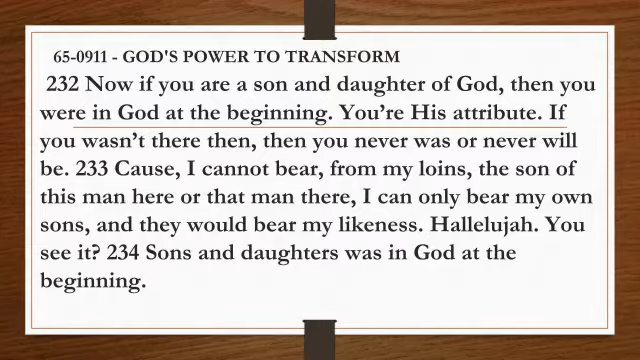 65-0911 - GOD'S POWER TO TRANSFORM
232 Now if you are a son and daughter of God, then you
were in God at the beginning. You're His attribute. If
you wasn't there then, then you never was or never will
be. 233 Cause, I cannot bear, from my loins, the son of
this man here or that man there, I can only bear my own
sons, and they would bear my likeness. Hallelujah. You
see it? 234 Sons and daughters was in God at the
beginning.